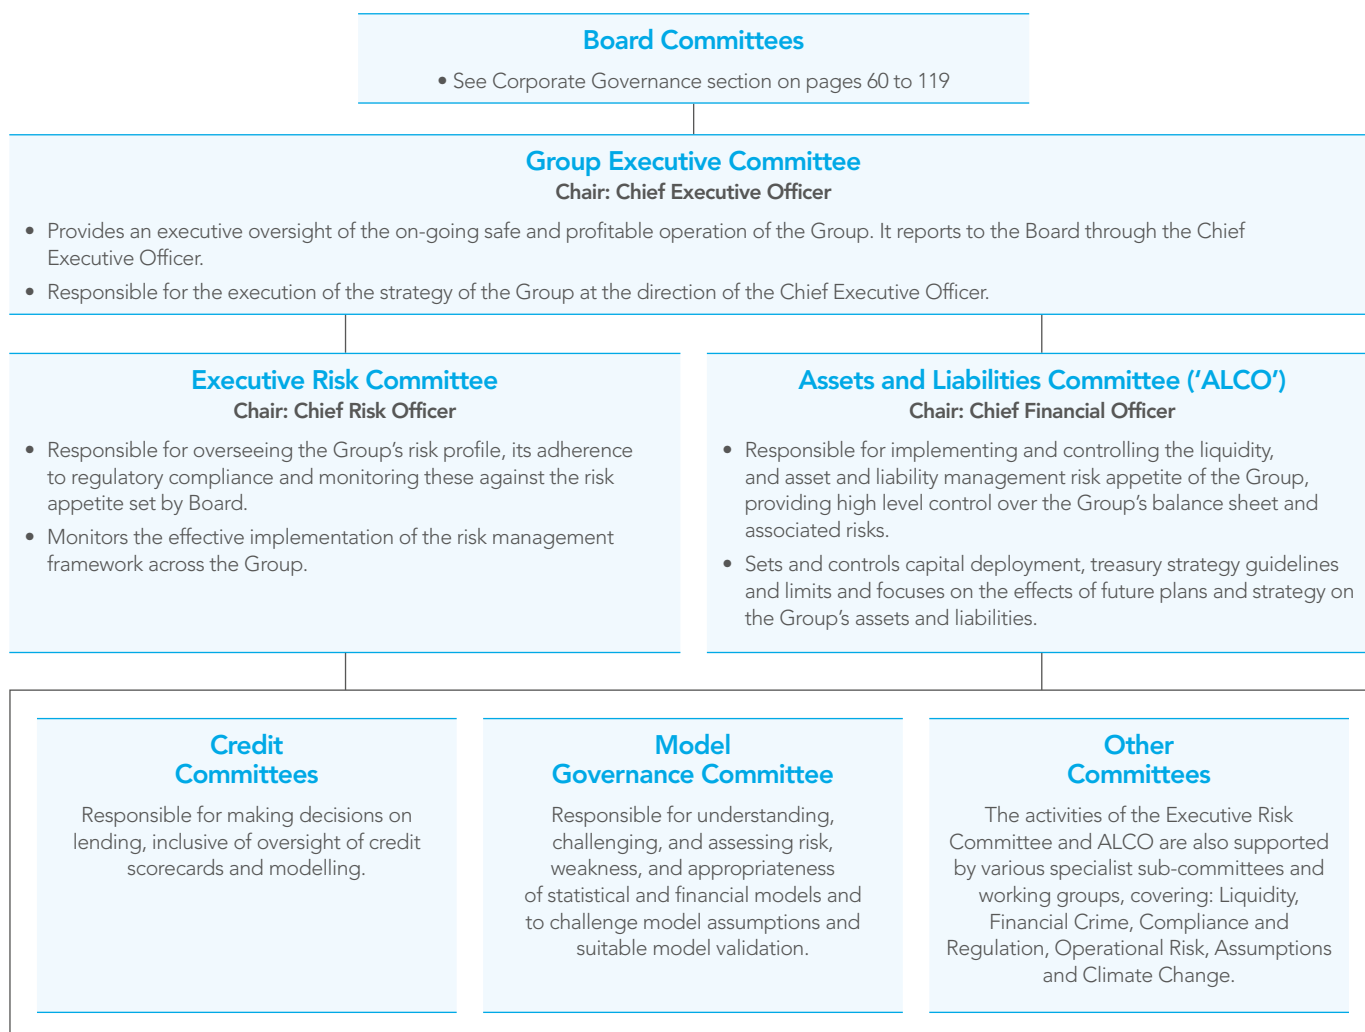 Board Committees
• See Corporate Governance section on pages 60 to 119
Group Executive Committee
Chair: Chief Executive Officer
• Provides an executive oversight of the on-going safe and profitable operation of the Group. It reports to the Board through the Chief
Executive Officer.
• Responsible for the execution of the strategy of the Group at the direction of the Chief Executive Officer.
Executive Risk Committee
Chair: Chief Risk Officer
• Responsible for overseeing the Group’s risk profile, its adherence
to regulatory compliance and monitoring these against the risk
appetite set by Board.
• Monitors the effective implementation of the risk management
framework across the Group.
Assets and Liabilities Committee (‘ALCO’)
Chair: Chief Financial Officer
• Responsible for implementing and controlling the liquidity,
and asset and liability management risk appetite of the Group,
providing high level control over the Group’s balance sheet and
associated risks.
• Sets and controls capital deployment, treasury strategy guidelines
and limits and focuses on the effects of future plans and strategy on
the Group’s assets and liabilities.
Credit
Committees
Responsible for making decisions on
lending, inclusive of oversight of credit
scorecards and modelling.
Model
Governance Committee
Responsible for understanding,
challenging, and assessing risk,
weakness, and appropriateness
of statistical and financial models and
to challenge model assumptions and
suitable model validation.
Other
Committees
The activities of the Executive Risk
Committee and ALCO are also supported
by various specialist sub-committees and
working groups, covering: Liquidity,
Financial Crime, Compliance and
Regulation, Operational Risk, Assumptions
and Climate Change.